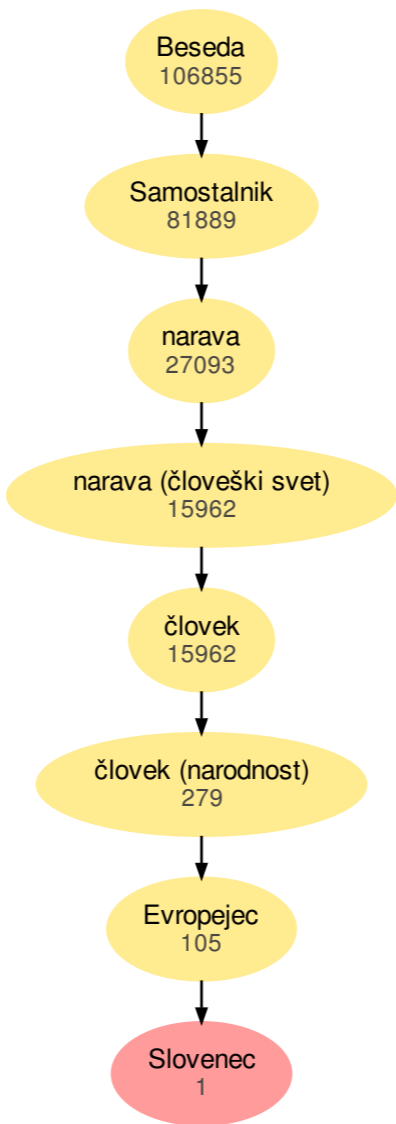 Beseda
106855
Samostalnik
81889
narava
27093
narava (človeški svet)
15962
človek
15962
človek (narodnost)
279
Evropejec
105
Slovenec
1